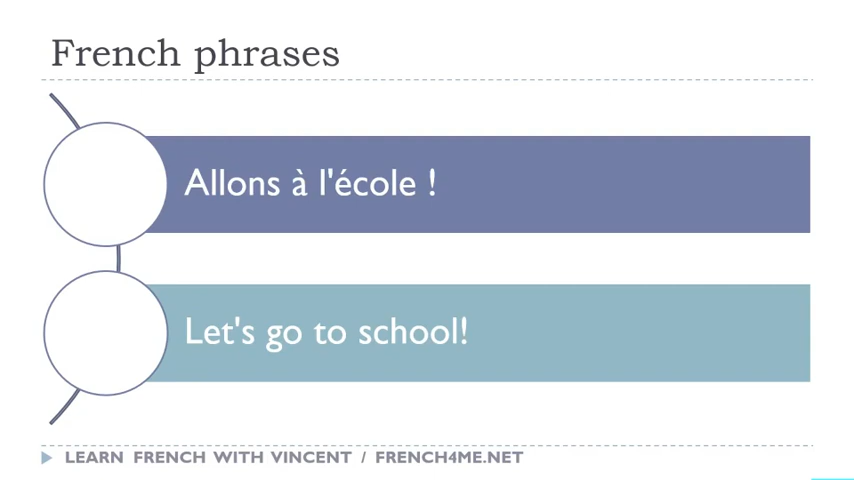 French phrases
Allons à l'école !
Let's go to school!
LEARN FRENCH WITH VINCENT / FRENCH4ME.NET